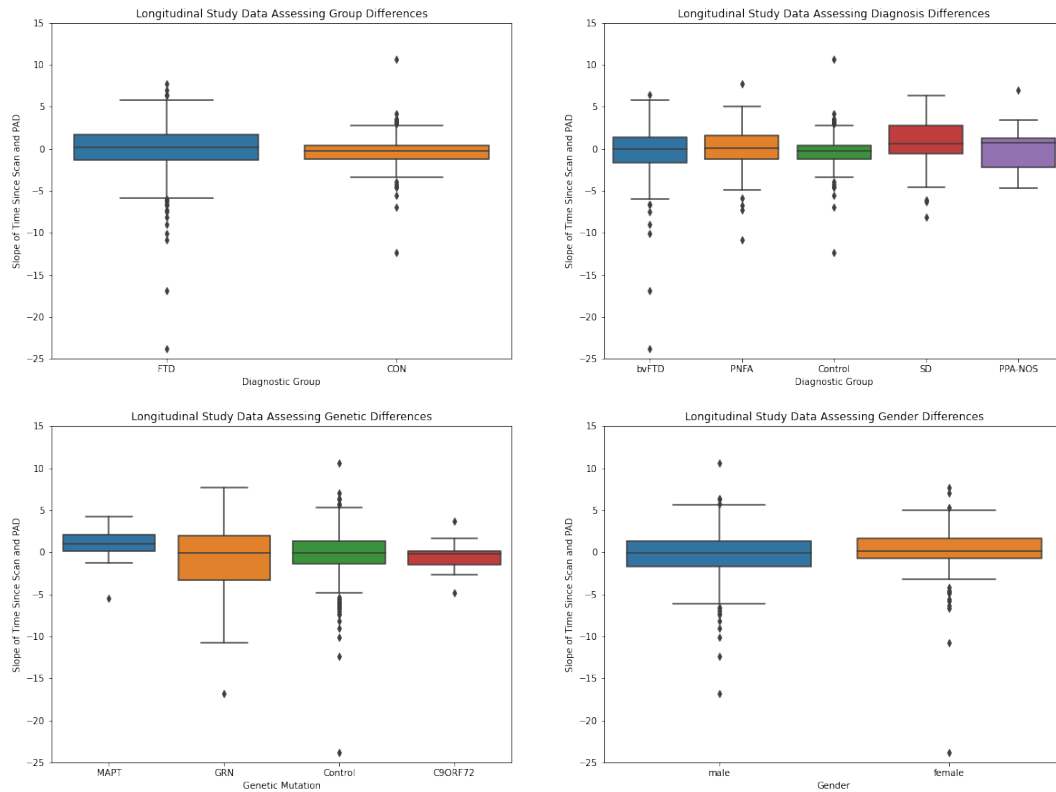 Longitudinal Study Data Assessing Group Differences
15
10
5
0
−5
−10
−15
−20
−25
Slope of Time Since Scan and PAD
FTD
CON
Diagnostic Group
Longitudinal Study Data Assessing Diagnosis Differences
15
10
5
0
−5
−10
−15
−20
−25
Slope of Time Since Scan and PAD
bvFTD
PNFA
Control
SD
PPA-NOS
Diagnostic Group
Longitudinal Study Data Assessing Genetic Differences
15
10
5
0
−5
−10
−15
−20
−25
Slope of Time Since Scan and PAD
MAPT
GRN
Control
C9ORF72
Genetic Mutation
Longitudinal Study Data Assessing Gender Differences
15
10
5
0
−5
−10
−15
−20
−25
Slope of Time Since Scan and PAD
male
female
Gender